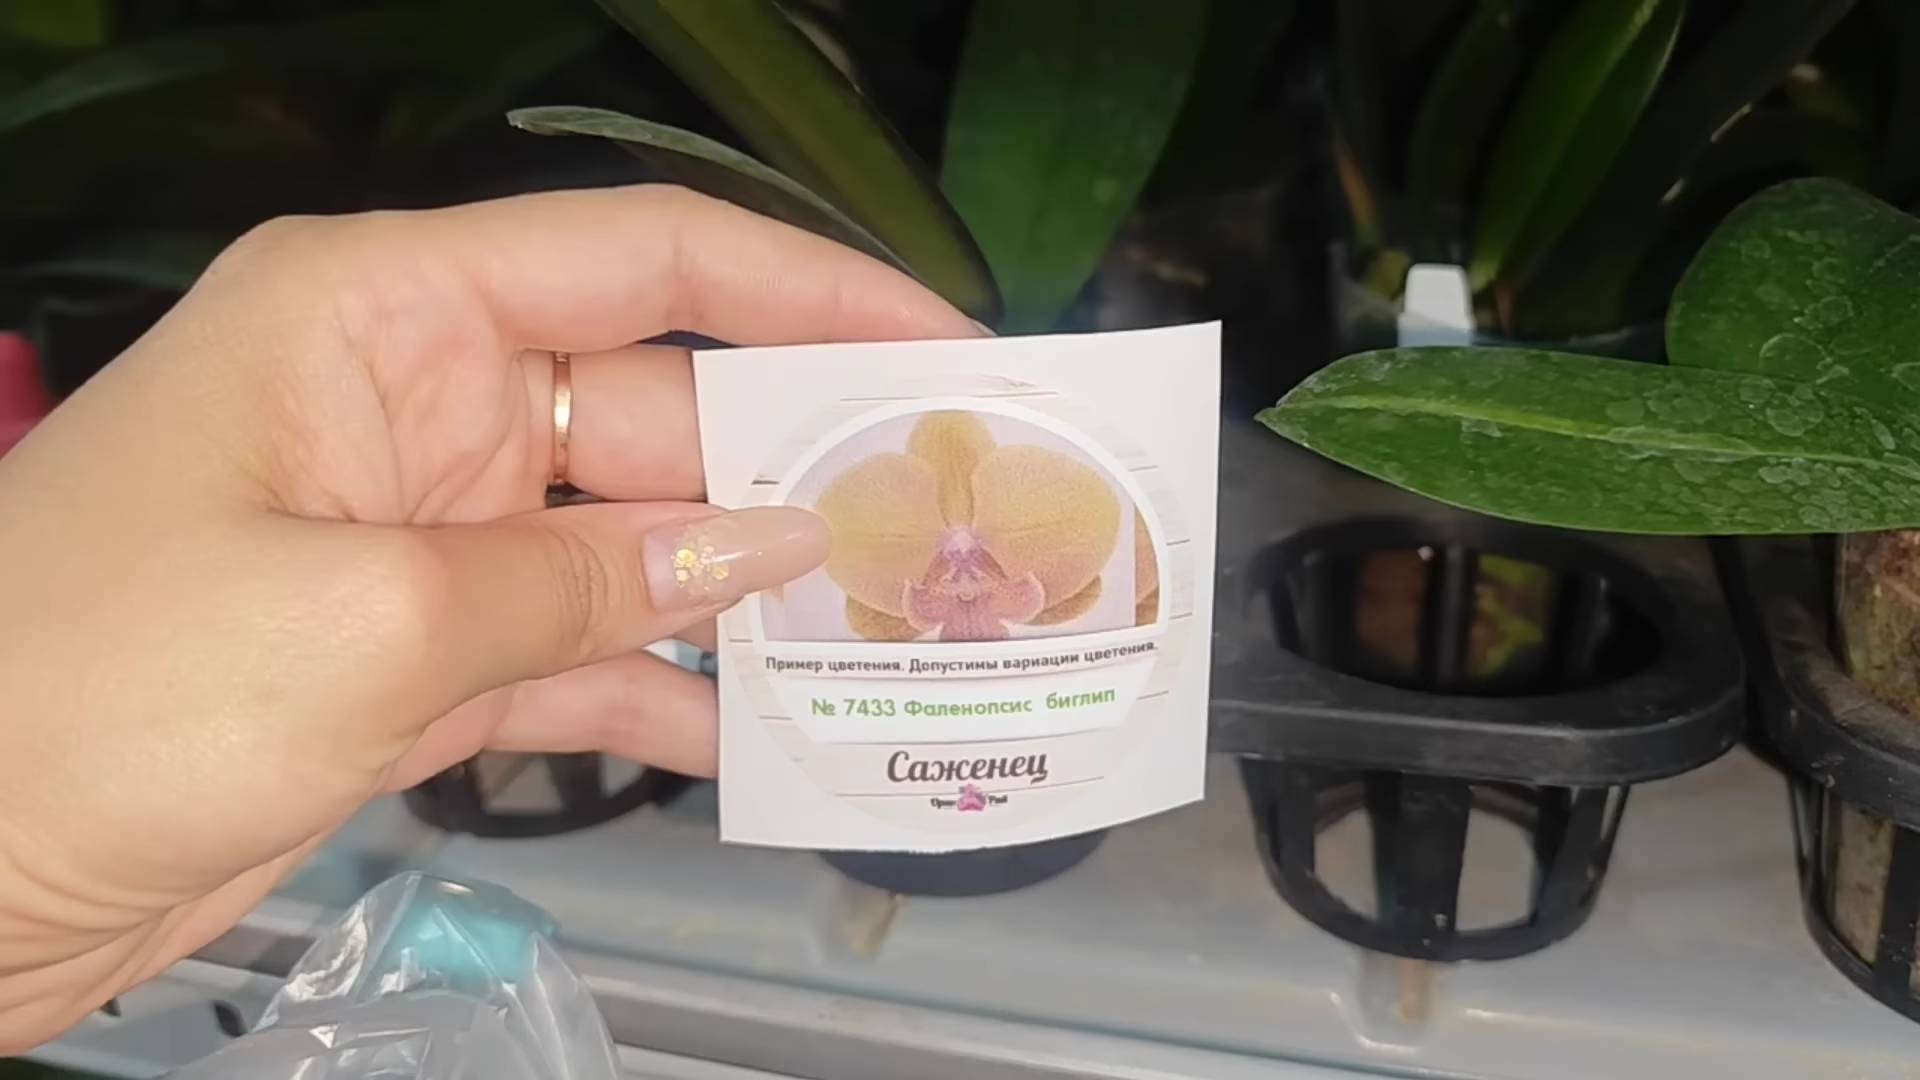 Пример цветения. Допустимы вариации цветения.
№ 7433 Фаленопсис биглип
Саженец